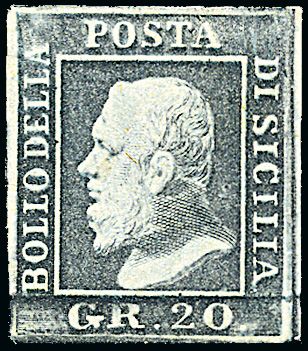 BOLLO DELLA
POSTA
DI SICILIA
GR. 20.